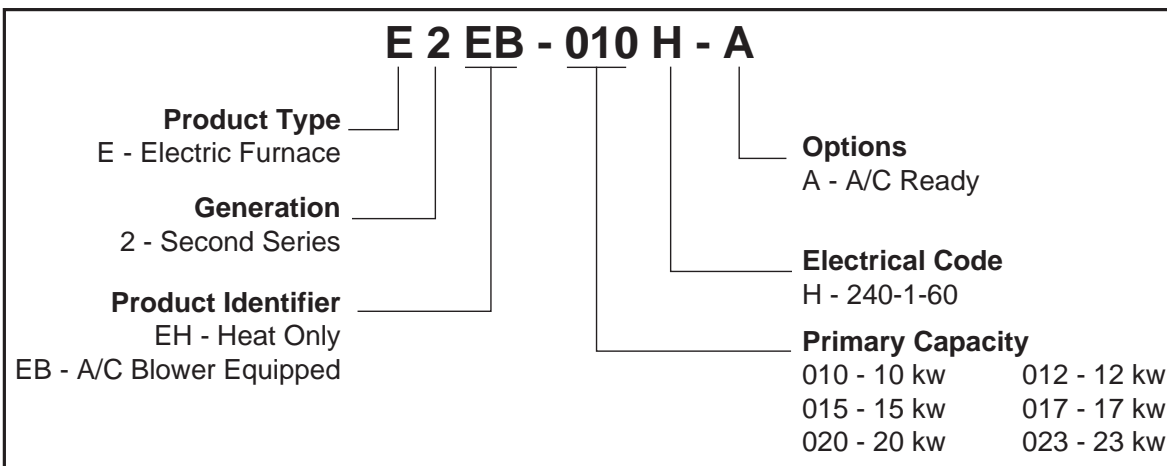 E 2 EB - 010 H - A
Product Type
E - Electric Furnace
Generation
2 - Second Series
Product Identifier
EH - Heat Only
EB - A/C Blower Equipped
Options
A - A/C Ready
Electrical Code
H - 240-1-60
Primary Capacity
010 - 10 kw 012 - 12 kw
015 - 15 kw 017 - 17 kw
020 - 20 kw 023 - 23 kw